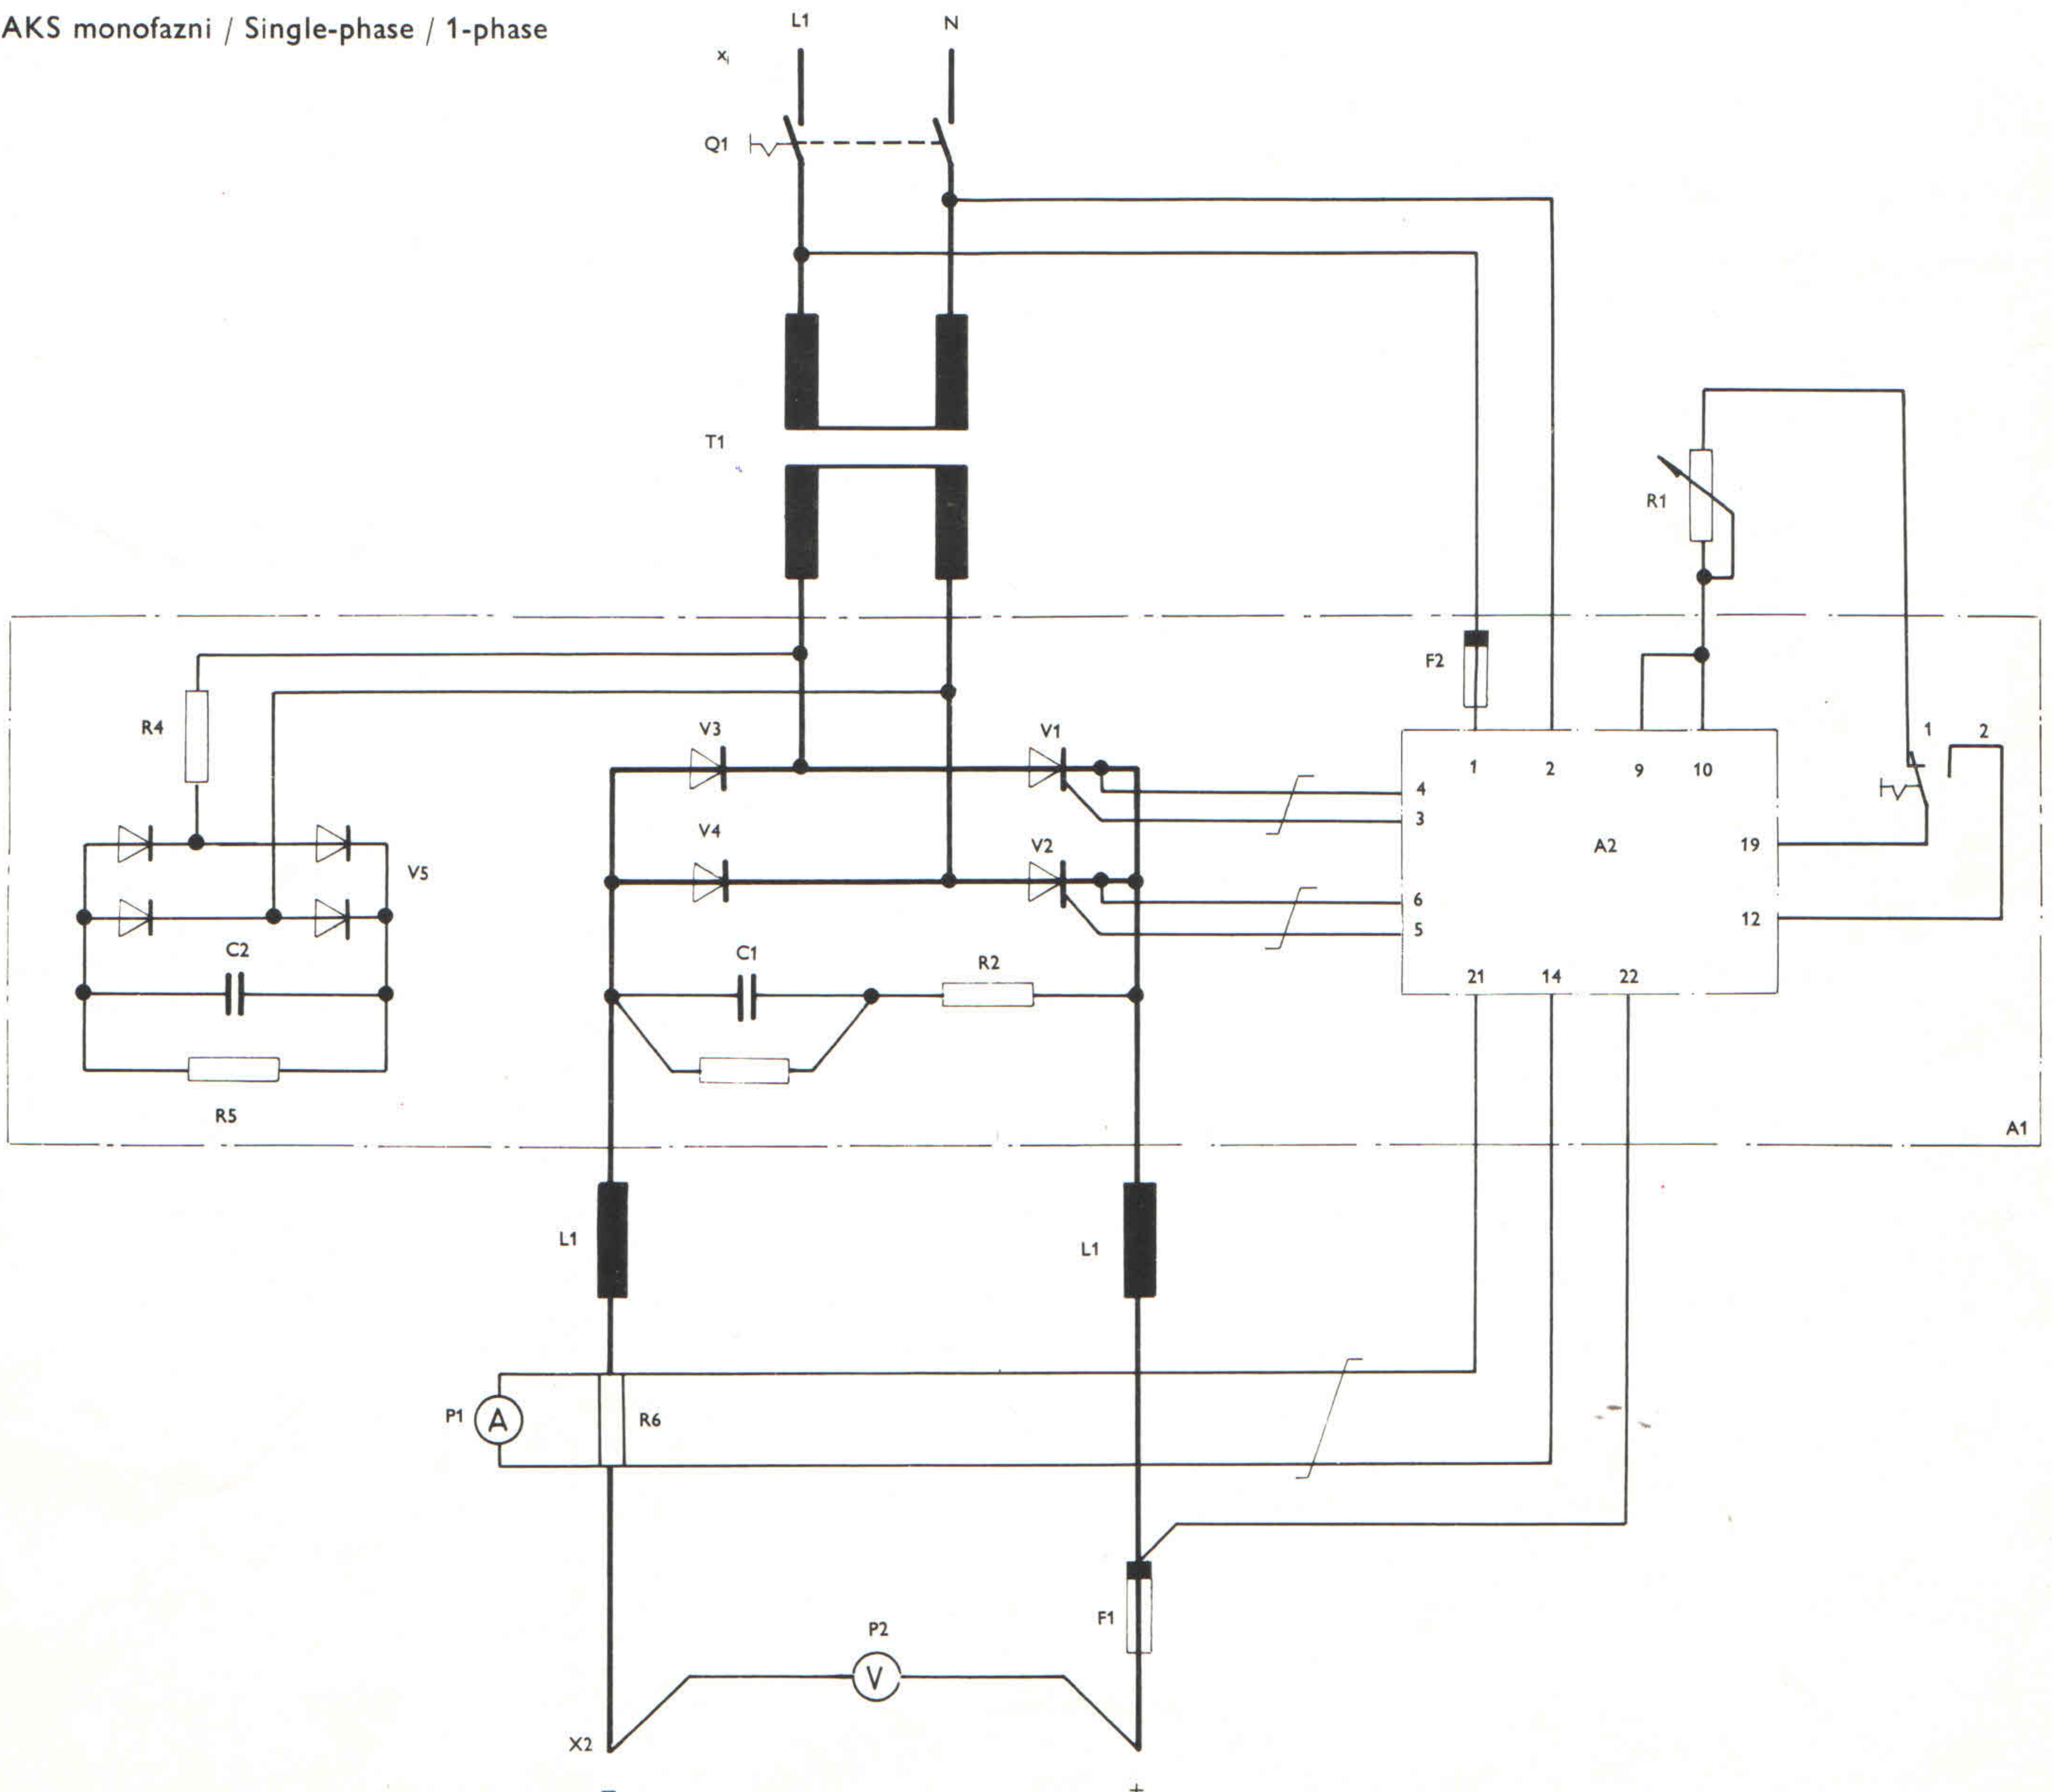 AKS monofazni / Single-phase / 1-phase
L1 N
x₁
Q1
T1
R1
F2
R4
V3 V1
1 2
1 2 9 10
4
3
V4 V2
A2
19
V5
6
5
12
C2 C1 R2
21 14 22
R5
A1
L1 L1
P1 A R6
F1
P2
V
X2
− +